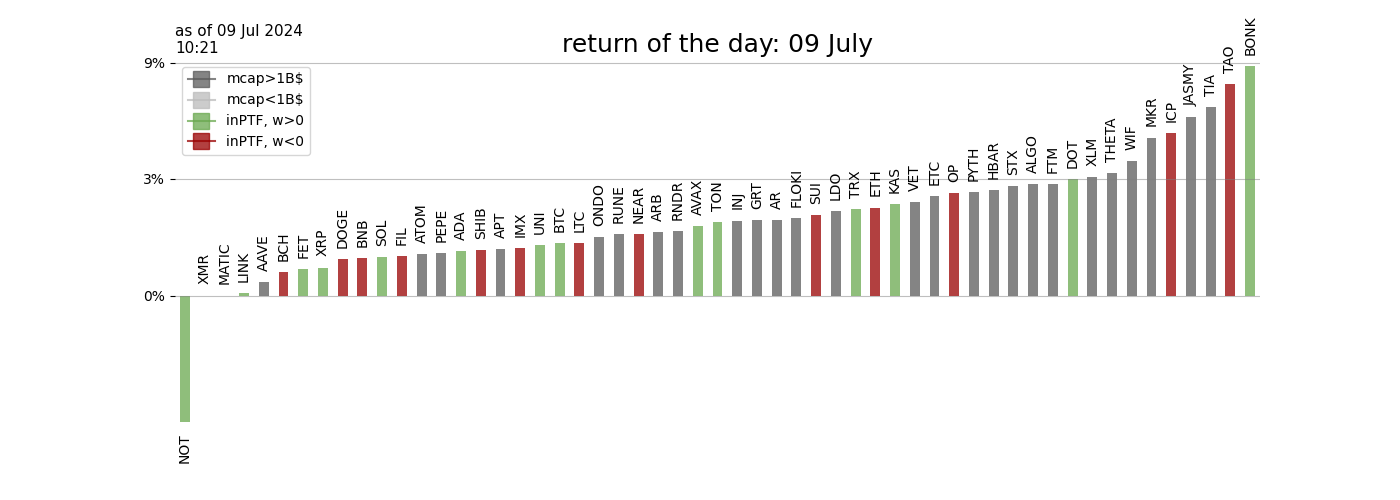 as of 09 Jul 2024
10:21
return of the day: 09 July
9%
3%
0%
mcap>1B$
mcap<1B$
inPTF, w>0
inPTF, w<0
NOT
XMR
MATIC
LINK
AAVE
BCH
FET
XRP
DOGE
BNB
SOL
FIL
ATOM
PEPE
ADA
SHIB
APT
IMX
UNI
BTC
LTC
ONDO
RUNE
NEAR
ARB
RNDR
AVAX
TON
INJ
GRT
AR
FLOKI
SUI
LDO
TRX
ETH
KAS
VET
ETC
OP
PYTH
HBAR
STX
ALGO
FTM
DOT
XLM
THETA
WIF
MKR
ICP
JASMY
TIA
TAO
BONK